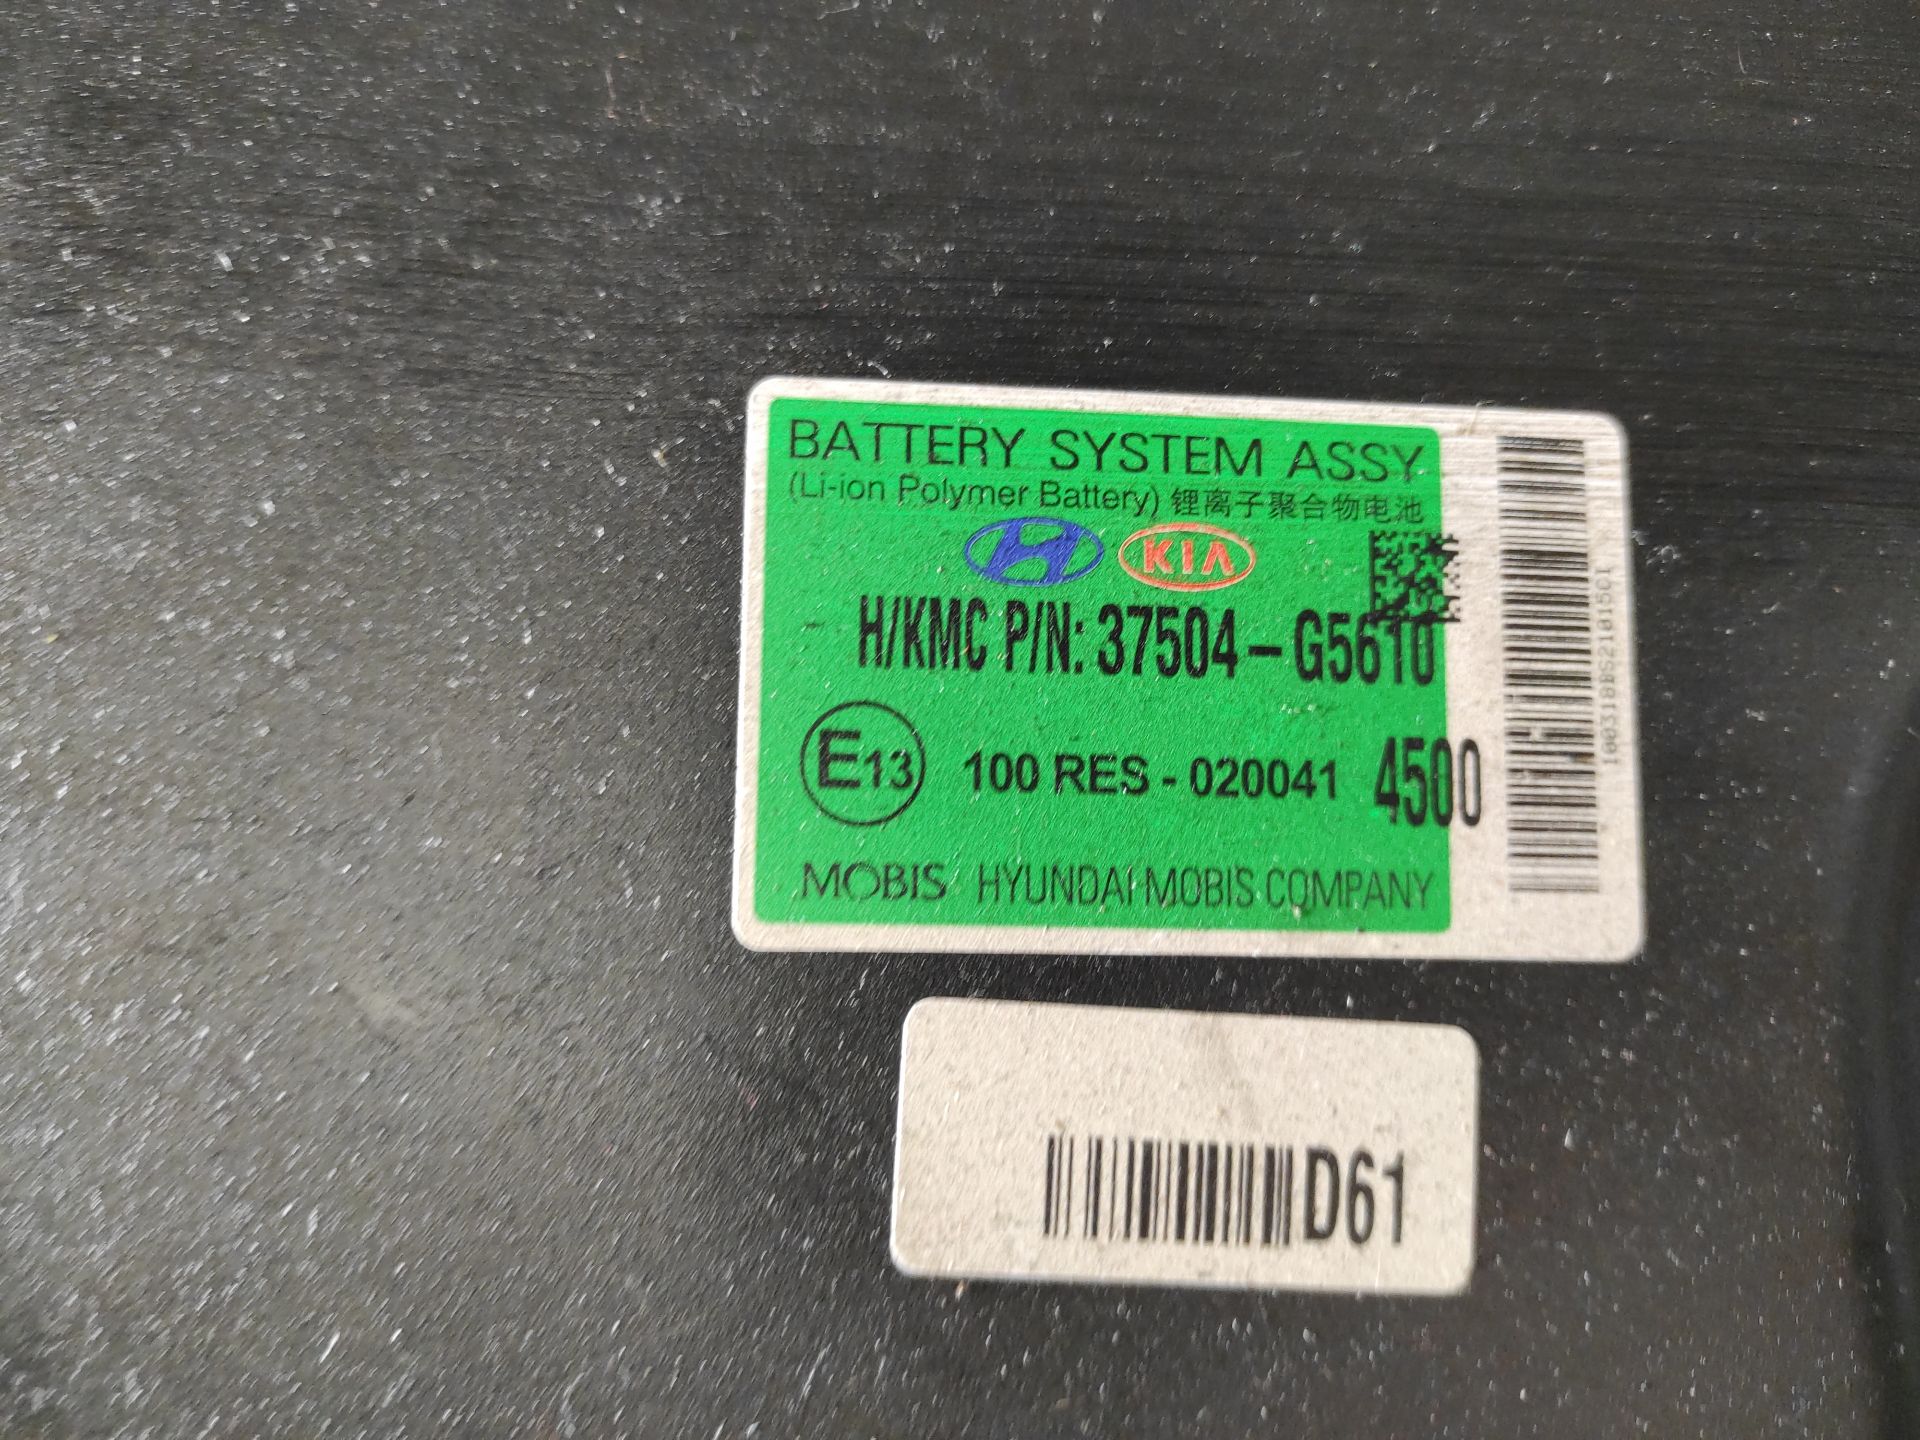 BATTERY SYSTEM ASSY
(Li-ion Polymer Battery) 锂离子聚合物电池
KIA
H/KMC P/N: 37504-G5610
E13 100 RES - 020041 4500
MOBIS HYUNDAI MOBIS COMPANY
D61